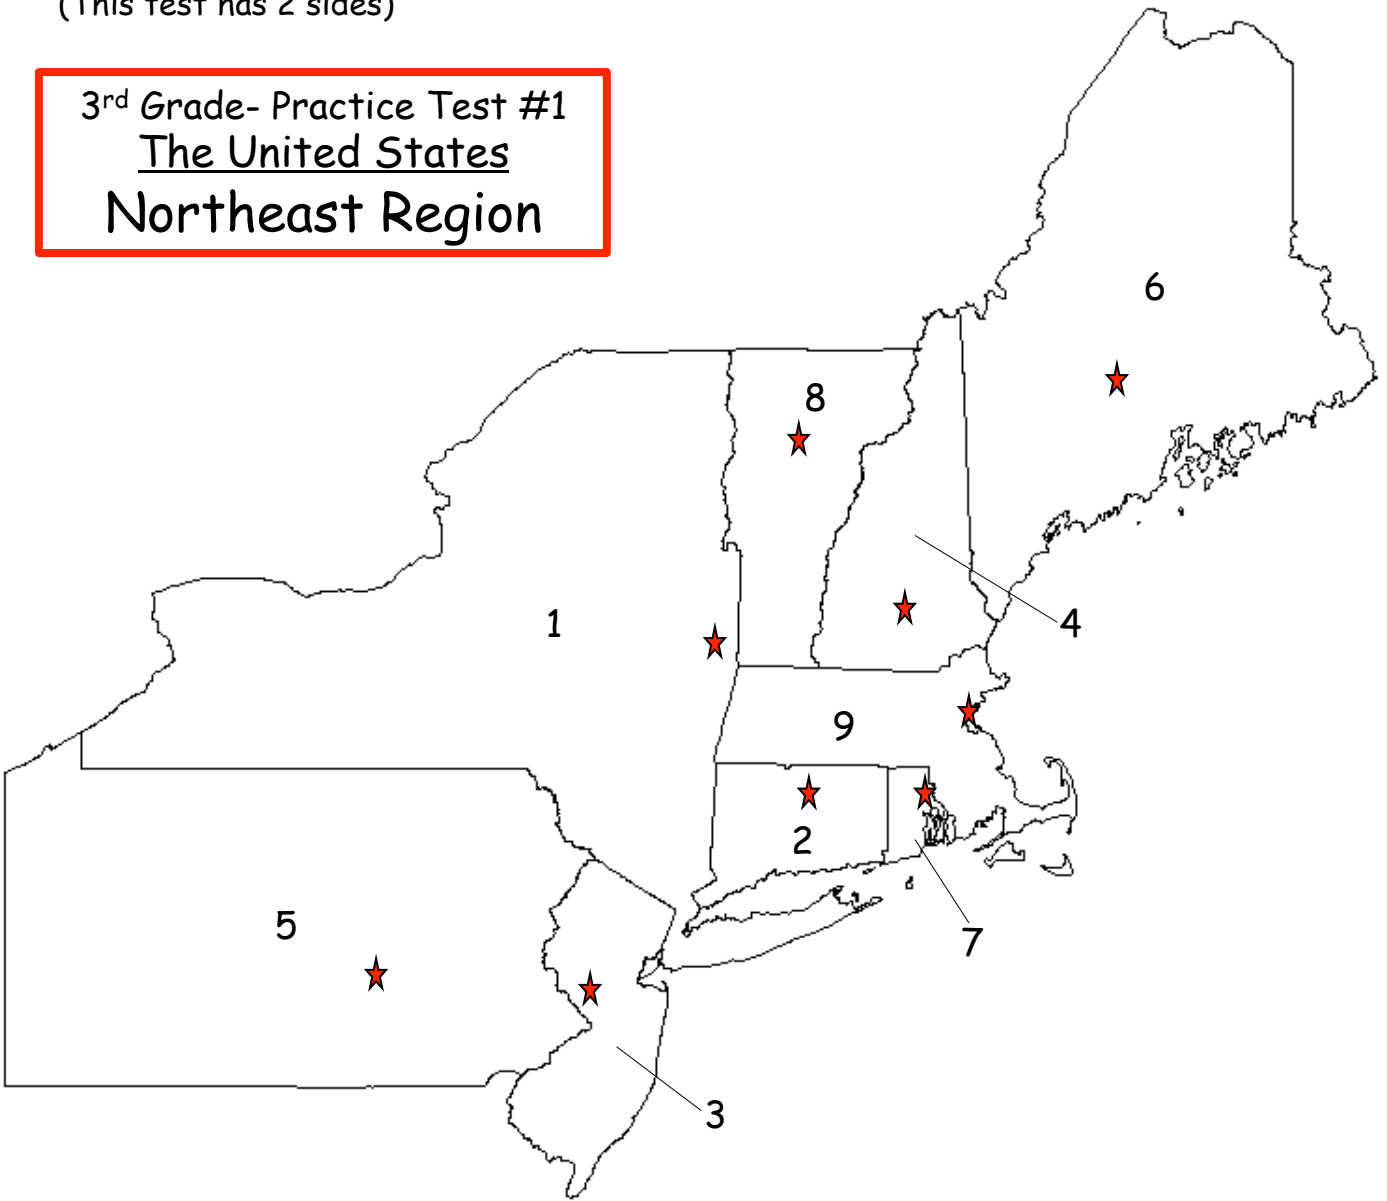 (This test has 2 sides)
3rd Grade- Practice Test #1
The United States
Northeast Region
6
8
4
1
9
2
5
7
3